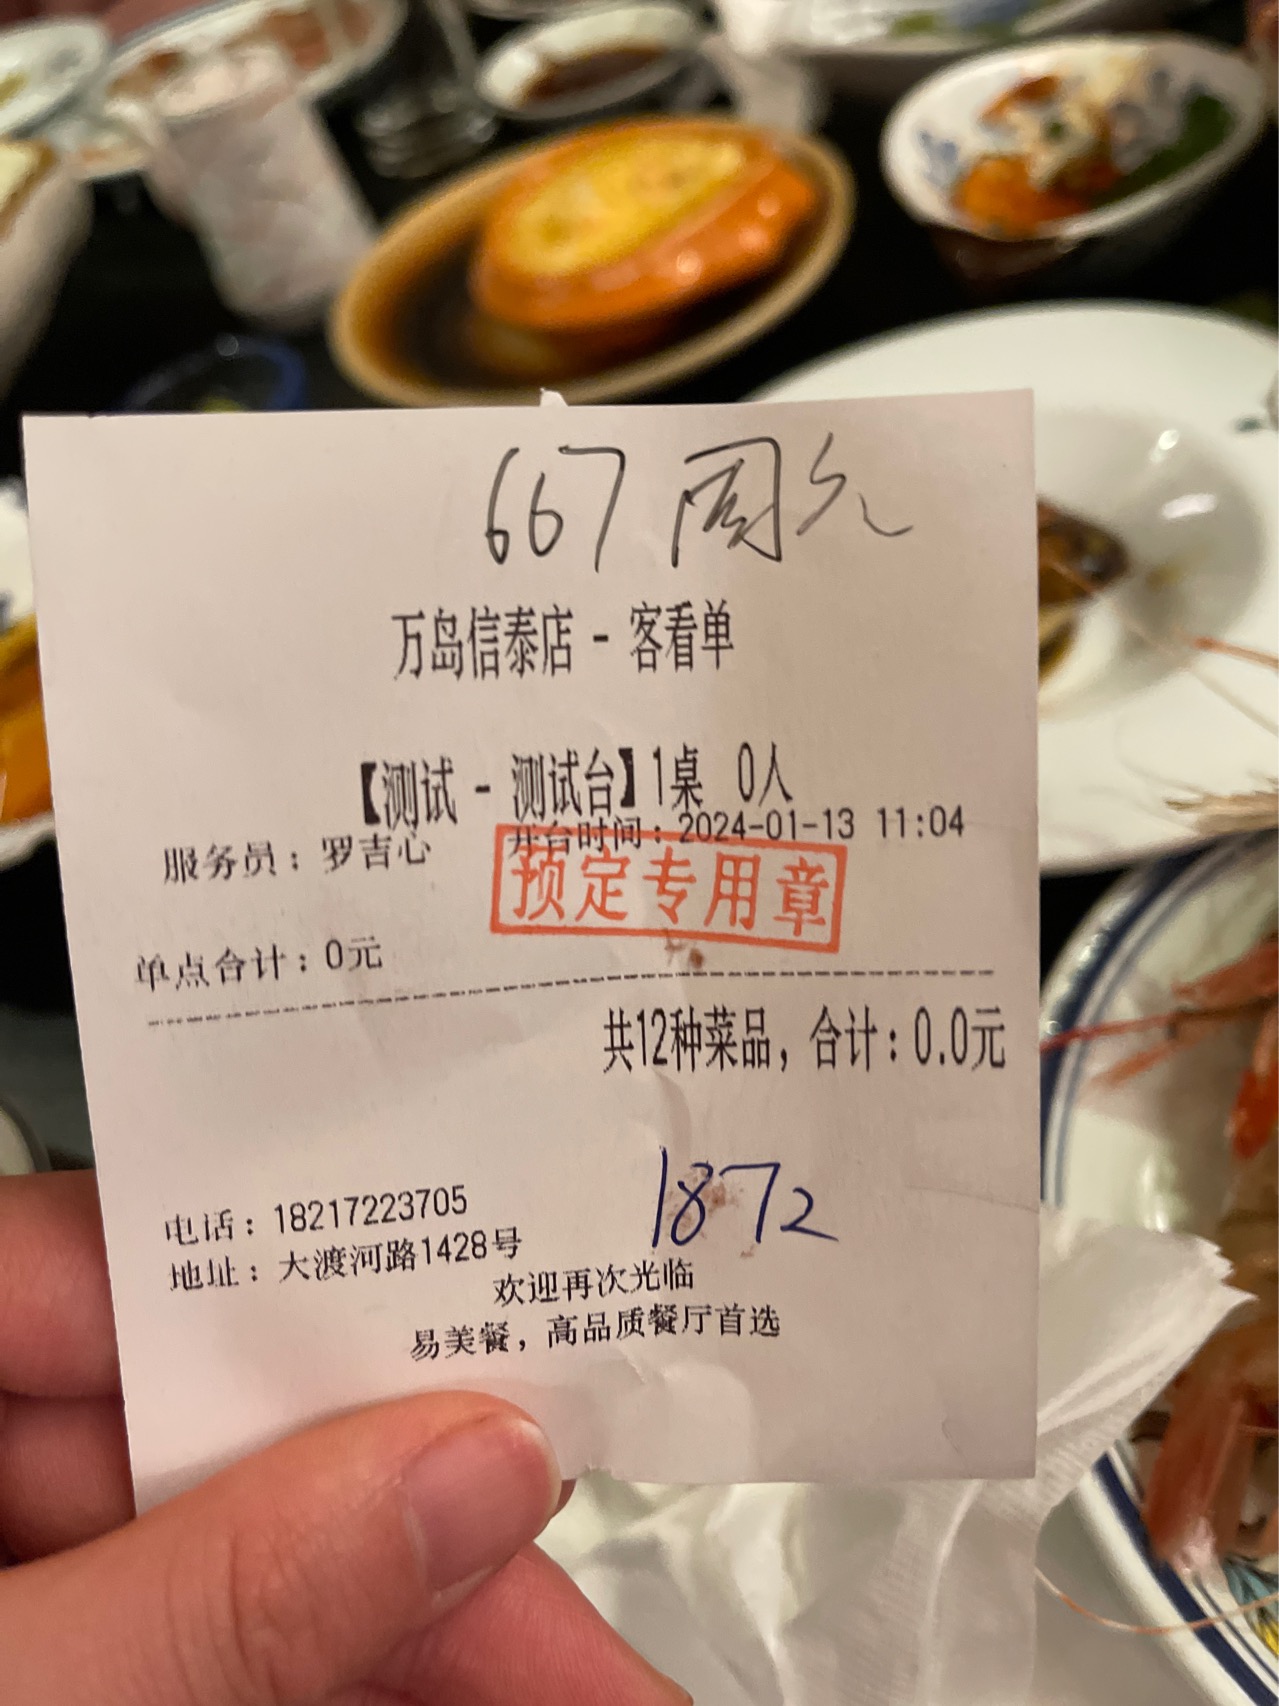 667 周久
万岛信泰店 - 客看单
【测试 - 测试台】1桌 0人
服务员：罗吉心 开台时间：2024-01-13 11:04
预定专用章
单点合计：0元
共12种菜品，合计：0.0元
1872
电话：18217223705
地址：大渡河路1428号
欢迎再次光临
易美餐，高品质餐厅首选